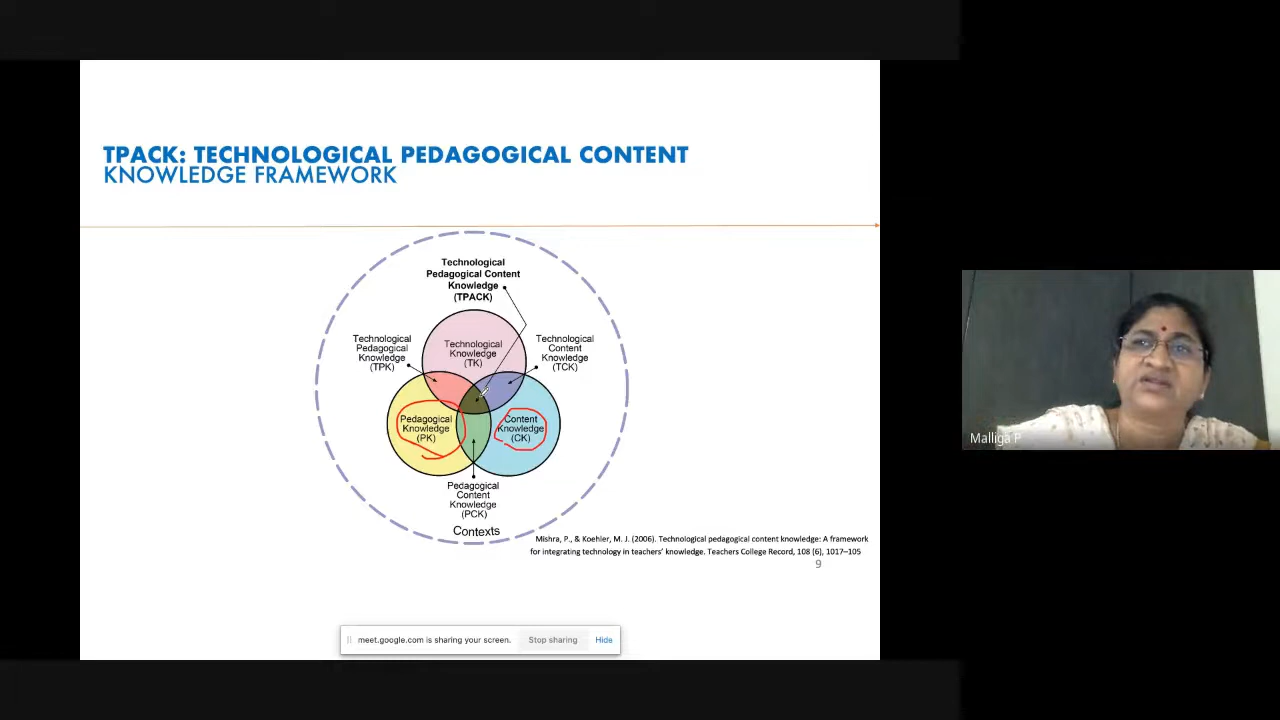 TPACK: TECHNOLOGICAL PEDAGOGICAL CONTENT
KNOWLEDGE FRAMEWORK
Technological
Pedagogical Content
Knowledge
(TPACK)
Technological
Pedagogical
Knowledge
(TPK)
Technological
Knowledge
(TK)
Technological
Content
Knowledge
(TCK)
Pedagogical
Knowledge
(PK)
Content
Knowledge
(CK)
Pedagogical
Content
Knowledge
(PCK)
Contexts
Mishra, P., & Koehler, M. J. (2006). Technological pedagogical content knowledge: A framework
for integrating technology in teachers' knowledge. Teachers College Record, 108 (6), 1017–105
9
meet.google.com is sharing your screen.
Stop sharing
Hide
Malliga P